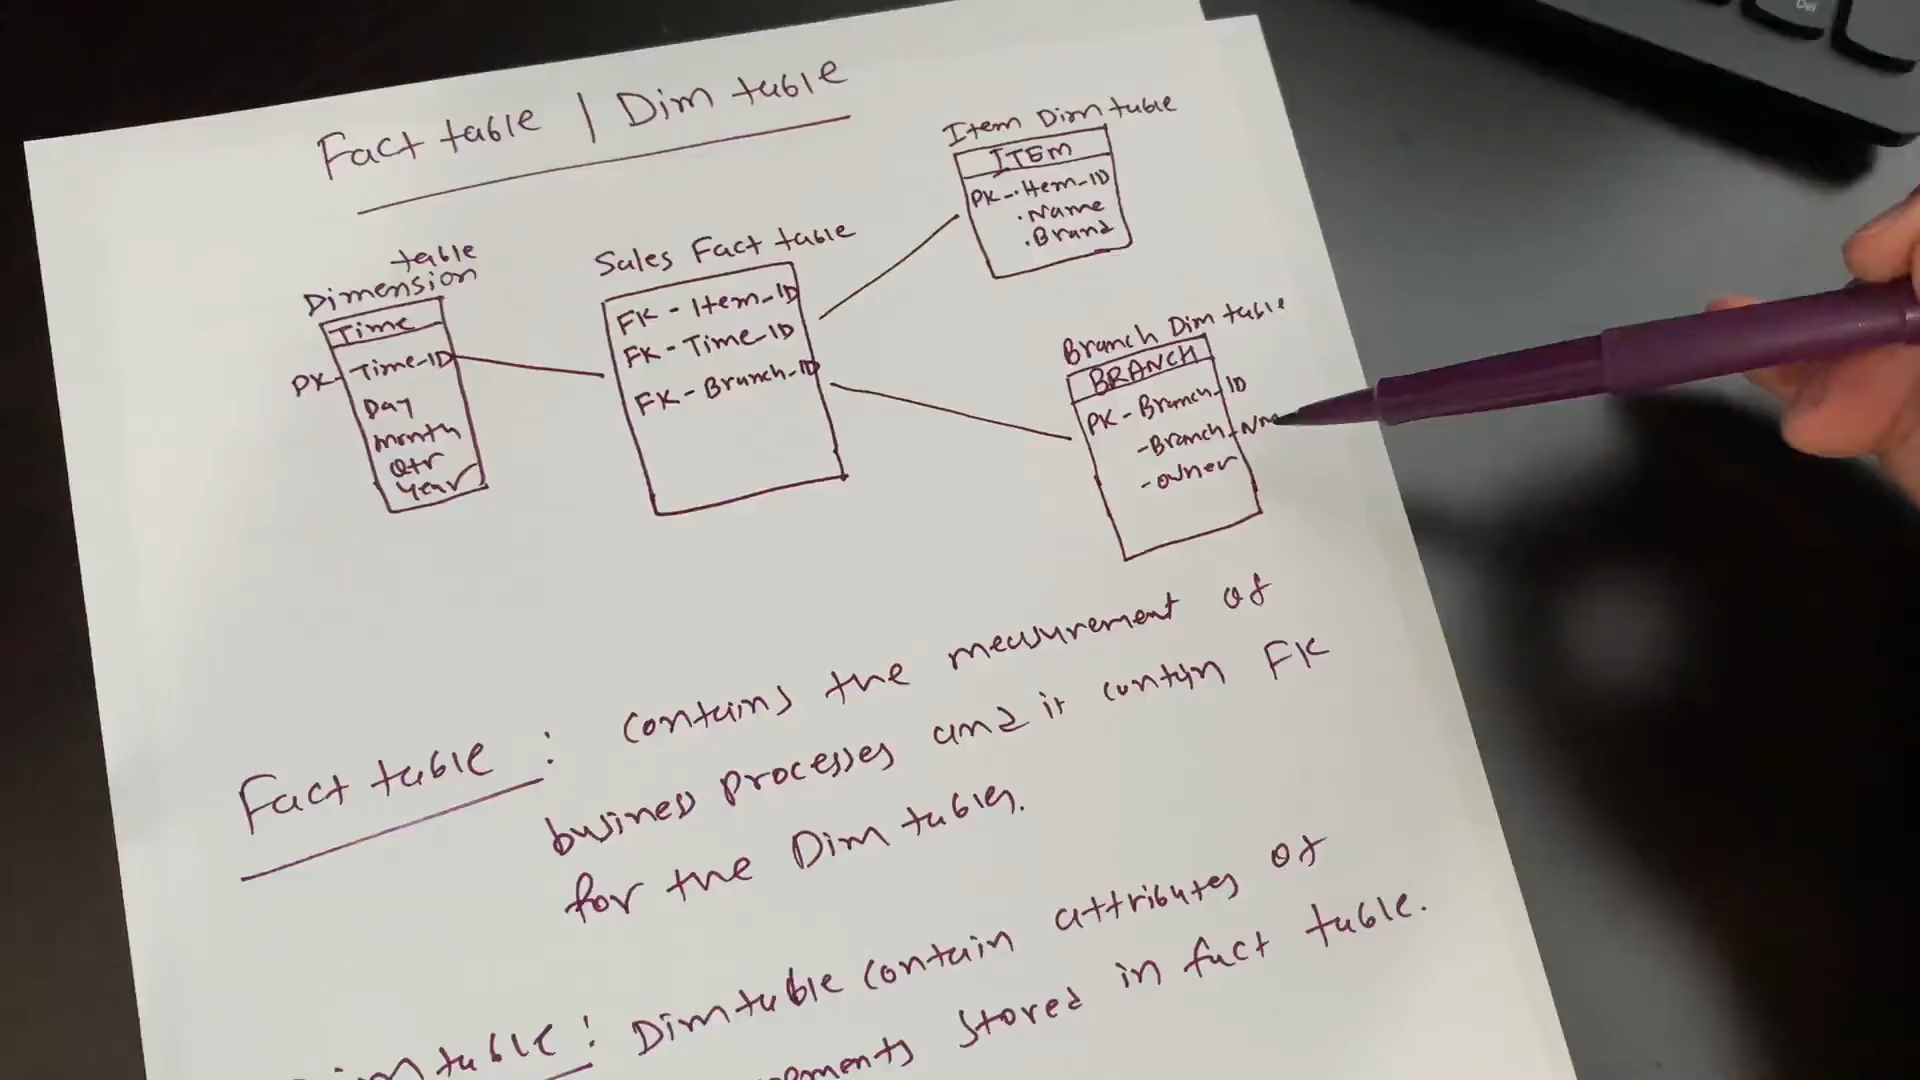 Del
Fact table | Dim table
table
Dimension
Time
PK- Time-ID
Day
month
Qtr
Year
Sales Fact table
FK - Item-ID
FK - Time-ID
FK - Branch-ID
Item Dim table
ITEM
PK - Item-ID
. Name
. Brand
Branch Dim table
BRANCH
PK - Branch-ID
- Branch-
- owner
Fact table : contains the measurement of
business processes and it contain FK
for the Dim tables.
table : Dim table contain attributes of
stored in fact table.